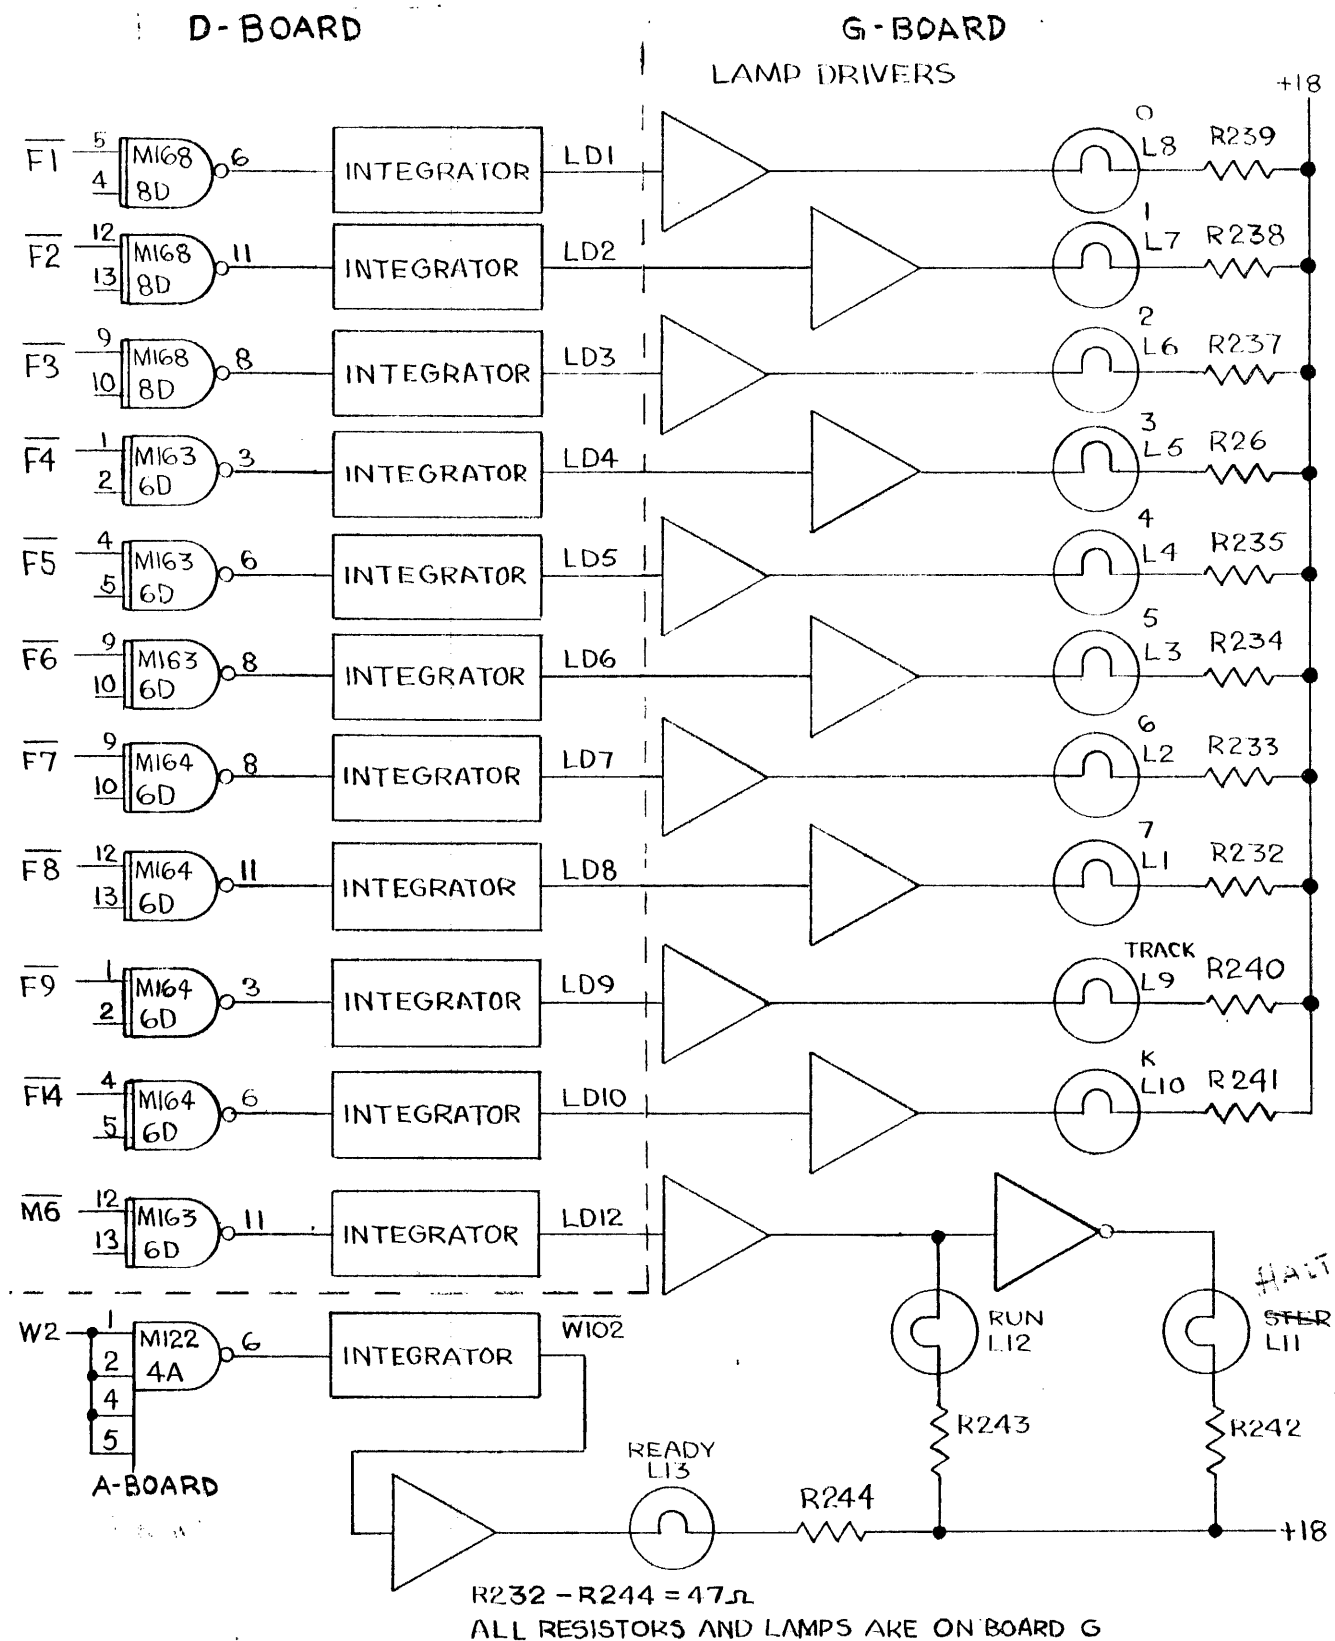 D-BOARD
G-BOARD
LAMP DRIVERS
+18
F1
5
4
M168
8D
6
INTEGRATOR
LD1
0
L8
R239
F2
12
13
M168
8D
11
INTEGRATOR
LD2
1
L7
R238
F3
9
10
M168
8D
8
INTEGRATOR
LD3
2
L6
R237
F4
1
2
M163
6D
3
INTEGRATOR
LD4
3
L5
R26
F5
4
5
M163
6D
6
INTEGRATOR
LD5
4
L4
R235
F6
9
10
M163
6D
8
INTEGRATOR
LD6
5
L3
R234
F7
9
10
M164
6D
8
INTEGRATOR
LD7
6
L2
R233
F8
12
13
M164
6D
11
INTEGRATOR
LD8
7
L1
R232
F9
1
2
M164
6D
3
INTEGRATOR
LD9
TRACK
L9
R240
F14
4
5
M164
6D
6
INTEGRATOR
LD10
K
L10
R241
M6
12
13
M163
6D
11
INTEGRATOR
LD12
RUN
L12
R243
HALT
STEP
L11
R242
W2
1
2
4
5
M122
4A
6
INTEGRATOR
W102
A-BOARD
READY
L13
R244
+18
R232 - R244 = 47Ω
ALL RESISTORS AND LAMPS ARE ON BOARD G